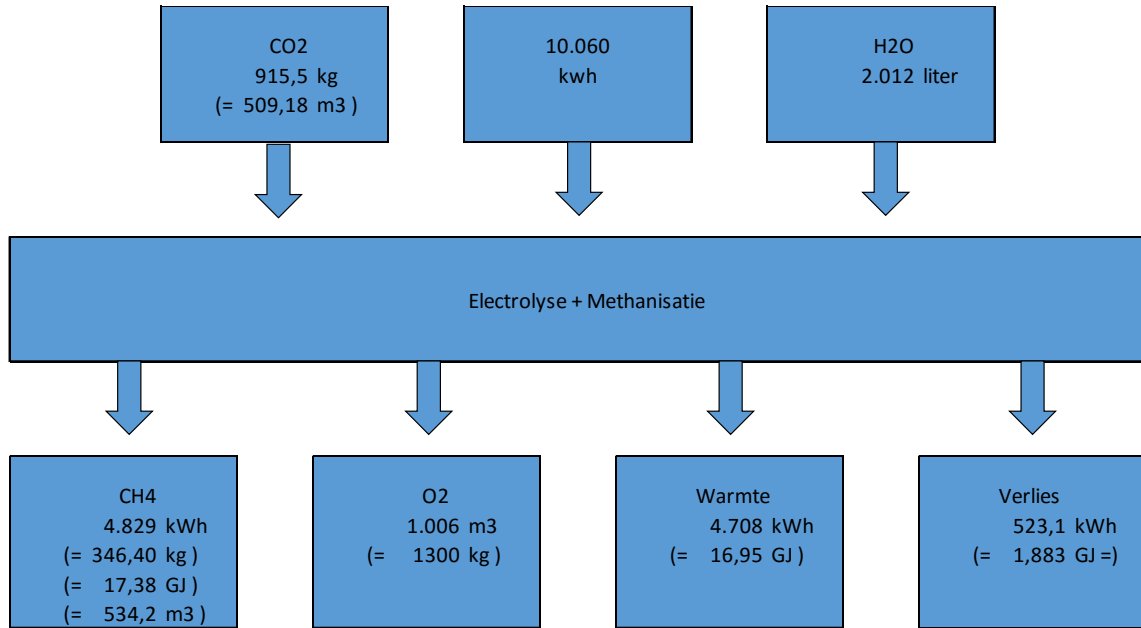 CO2
915,5 kg
(= 509,18 m3 )
10.060
kwh
H2O
2.012 liter
Electrolyse + Methanisatie
CH4
4.829 kWh
(= 346,40 kg )
(= 17,38 GJ )
(= 534,2 m3 )
O2
1.006 m3
(= 1300 kg )
Warmte
4.708 kWh
(= 16,95 GJ )
Verlies
523,1 kWh
(= 1,883 GJ =)